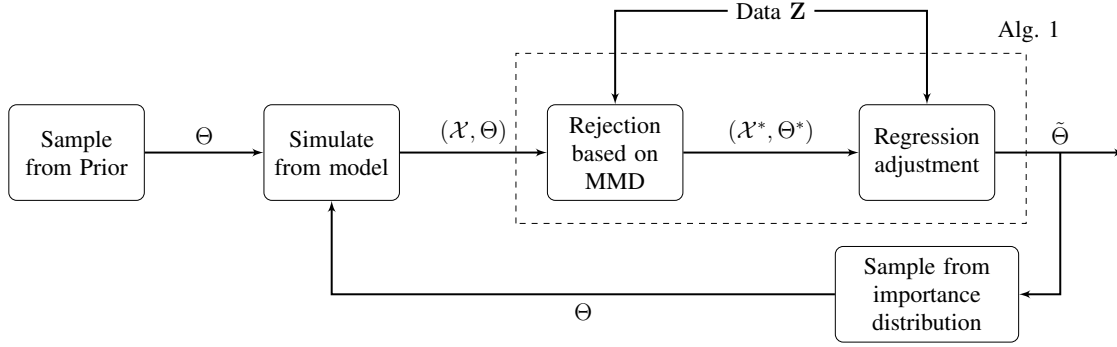 Data Z
Alg. 1
Sample
from Prior
Θ
Simulate
from model
(𝒳, Θ)
Rejection
based on
MMD
(𝒳*, Θ*)
Regression
adjustment
Θ̃
Sample from
importance
distribution
Θ